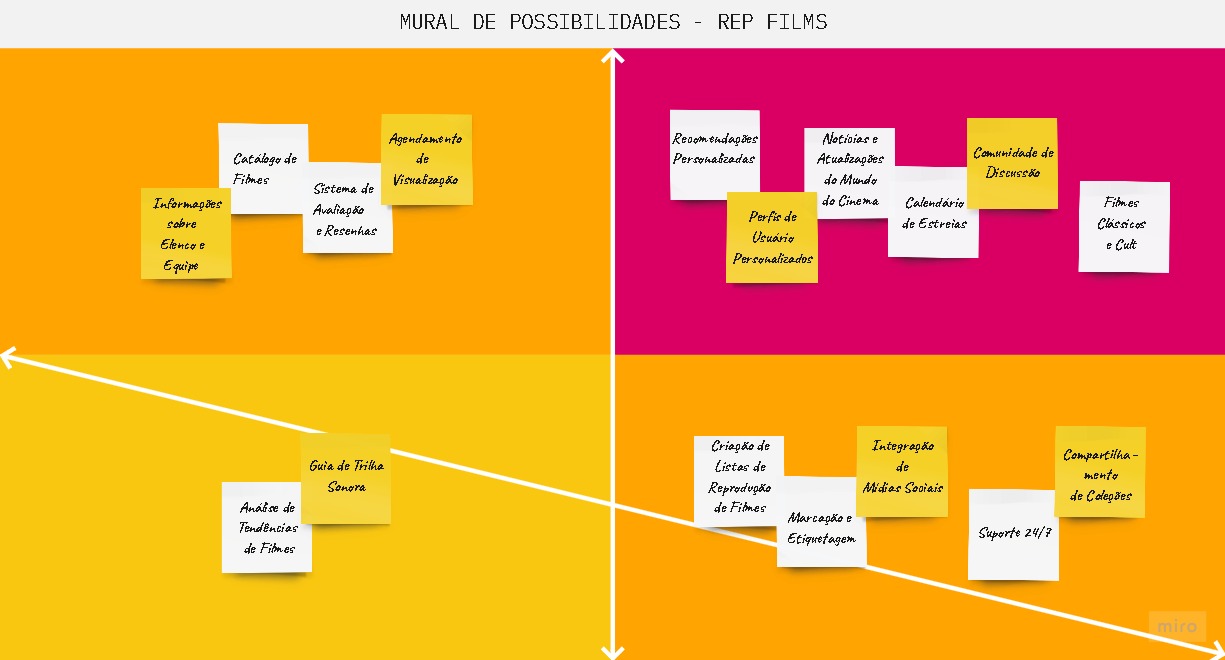 MURAL DE POSSIBILIDADES - REP FILMS
Catálogo de
Filmes
Agendamento
de
Visualização
Informações
sobre
Elenco e
Equipe
Sistema de
Avaliação
e Resenhas
Recomendações
Personalizadas
Notícias e
Atualizações
do Mundo
do Cinema
Comunidade de
Discussão
Perfis de
Usuário
Personalizados
Calendário
de Estreias
Filmes
Clássicos
e Cult
Guia de Trilha
Sonora
Análise de
Tendências
de Filmes
Criação de
Listas de
Reprodução
de Filmes
Integração
de
Mídias Sociais
Compartilha-
mento
de Coleções
Marcação e
Etiquetagem
Suporte 24/7
miro